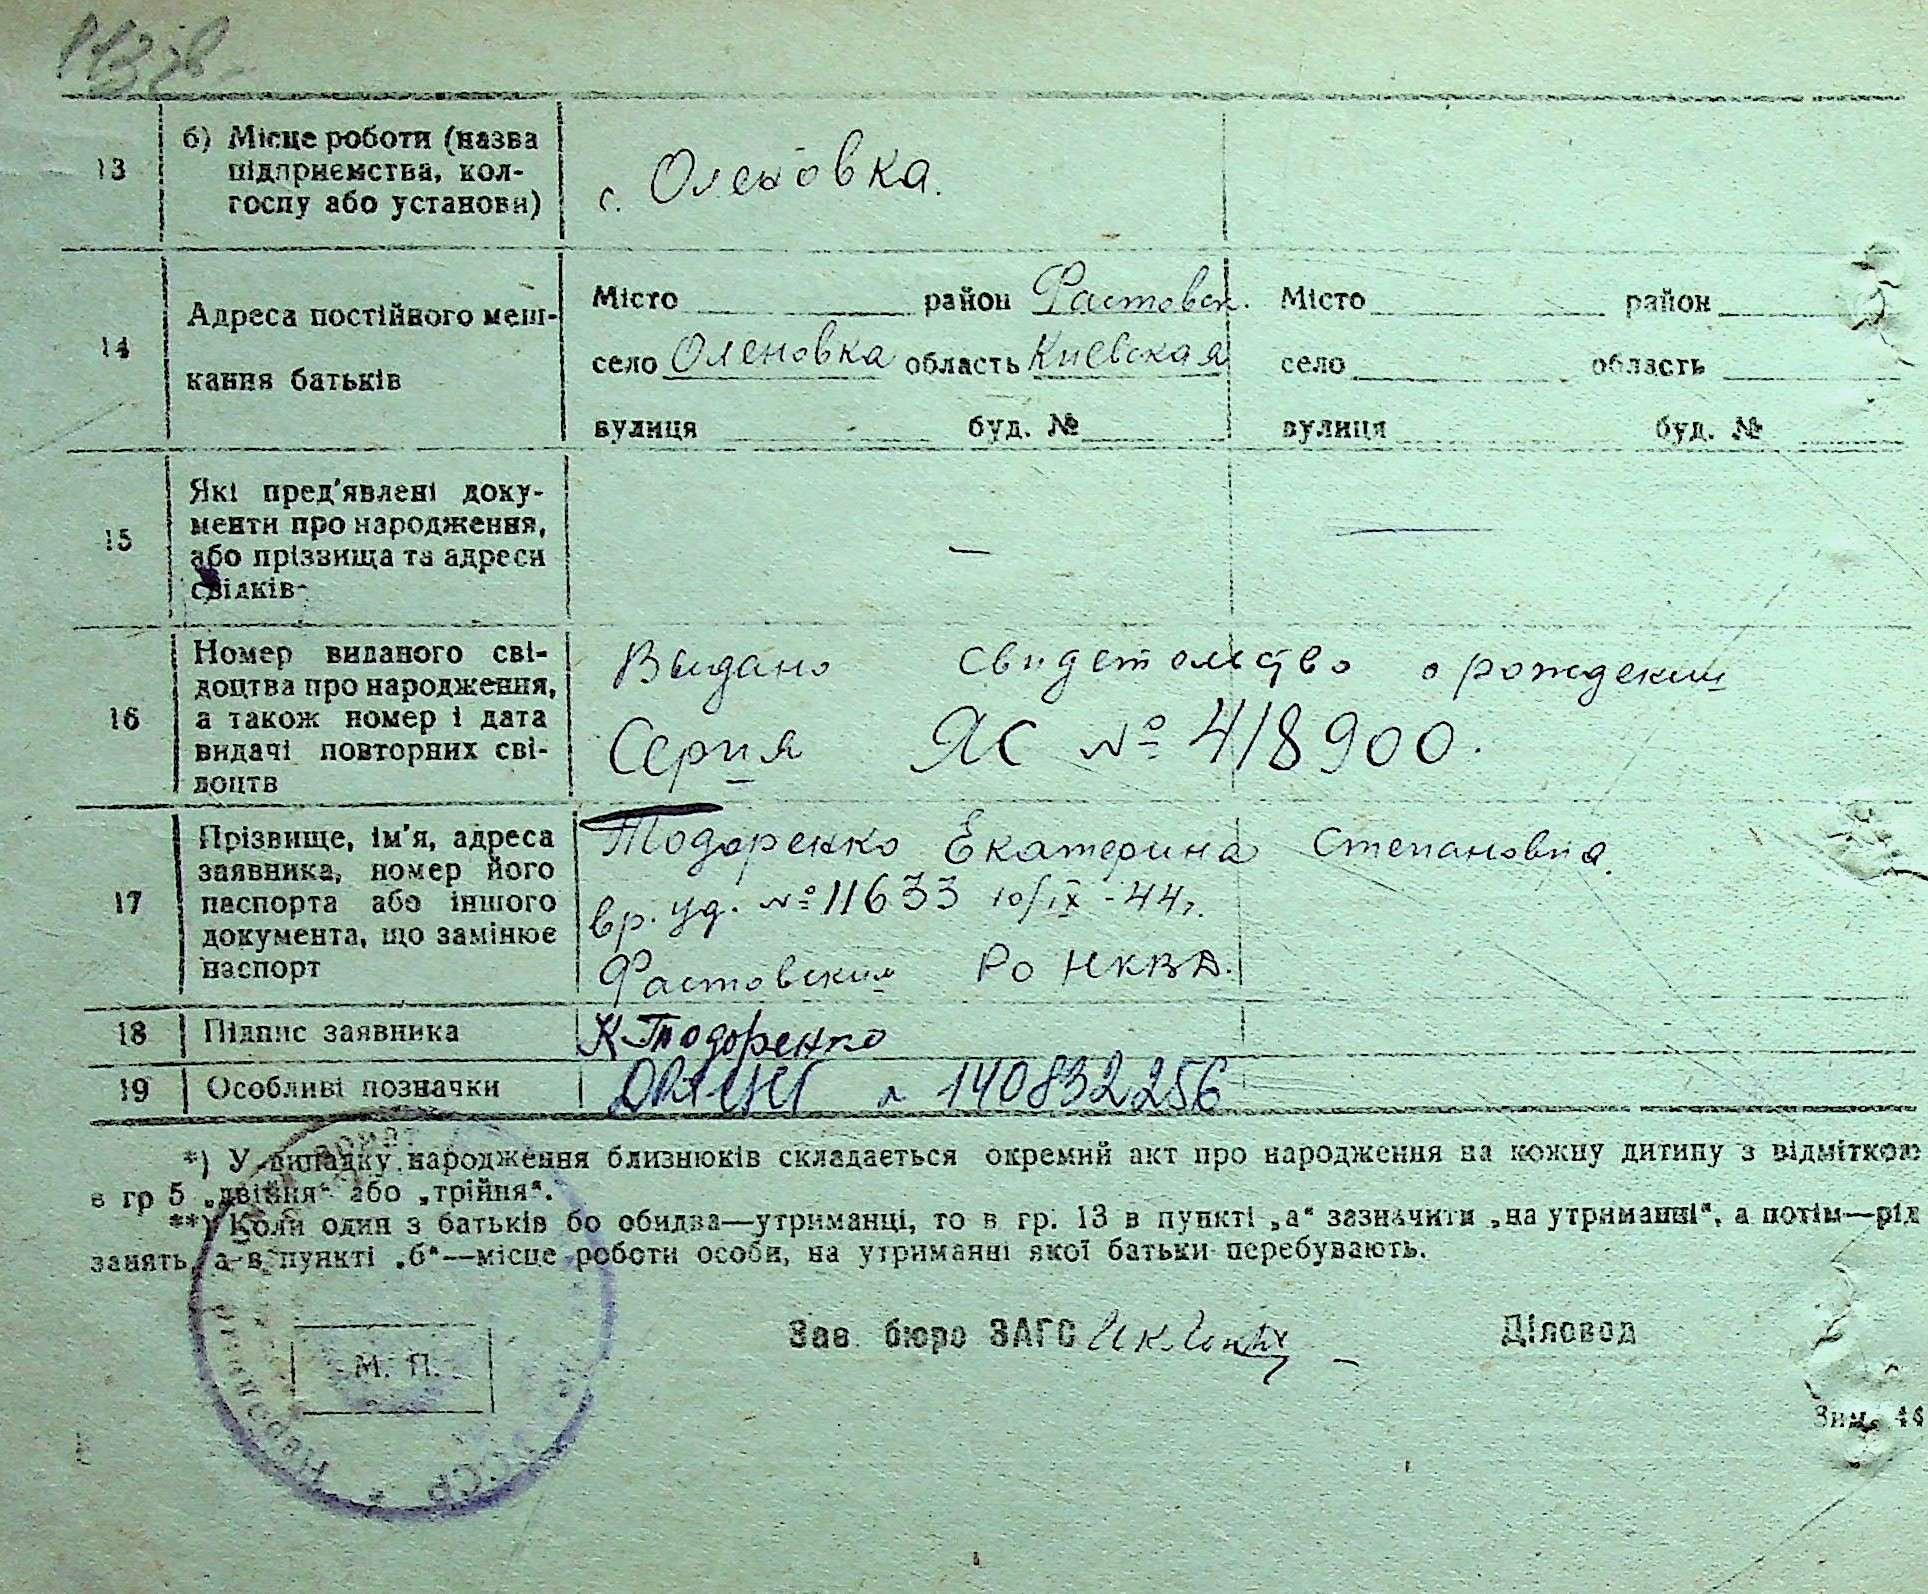 13
б) Місце роботи (назва
підприємства, кол-
госпу або установи)
с. Оленовка.
14
Адреса постійного меш-
кання батьків
Місто район Фастовск. Місто район
село Оленовка область Киевская село область
вулиця буд. № вулиця буд. №
15
Які пред'явлені доку-
менти про народження,
або прізвища та адреси
свідків
—
16
Номер виданого сві-
доцтва про народження,
а також номер і дата
видачі повторних сві-
доцтв
Выдано свидетельство о рождении
Серия ЯС № 418900.
17
Прізвище, ім'я, адреса
заявника, номер його
паспорта або іншого
документа, що замінює
паспорт
Тодоренко Екатерина Степановна.
вр. уд. № 11633 10/IX-44г.
Фастовским РО НКВД.
18
Підпис заявника
К Тодоренко
19
Особливі позначки
140832256
*) У випадку народження близнюків складається окремий акт про народження на кожну дитину з відміткою
в гр 5 „двійня" або „трійня".
**) Коли один з батьків бо обидва—утриманці, то в гр. 13 в пункті „а" зазначити „на утриманні", а потім—рід
занять, а в пункті „б"—місце роботи особи, на утриманні якої батьки перебувають.
Зав. бюро ЗАГС
Діловод
М. П.
УССР
Зим. 44